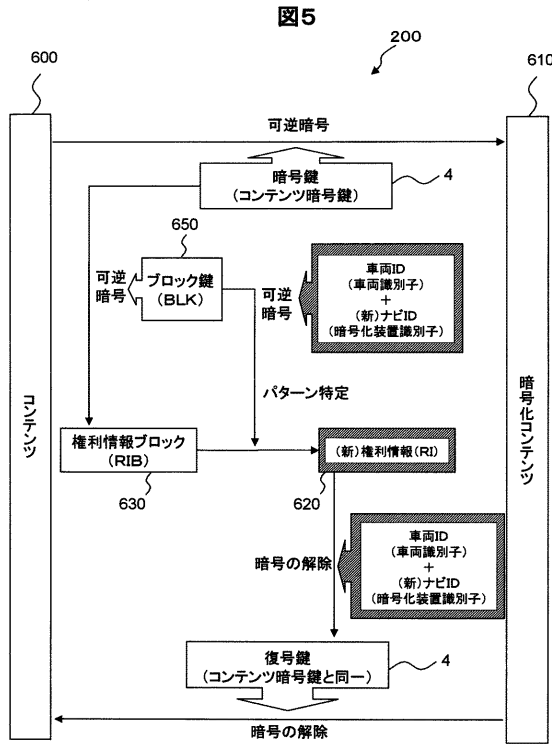 図5
200
600
610
可逆暗号
暗号鍵
(コンテンツ暗号鍵)
4
650
ブロック鍵
(BLK)
可逆
暗号
可逆
暗号
車両ID
(車両識別子)
+
(新)ナビID
(暗号化装置識別子)
パターン特定
コンテンツ
暗号化コンテンツ
権利情報ブロック
(RIB)
630
(新)権利情報(RI)
620
車両ID
(車両識別子)
+
(新)ナビID
(暗号化装置識別子)
暗号の解除
復号鍵
(コンテンツ暗号鍵と同一)
4
暗号の解除